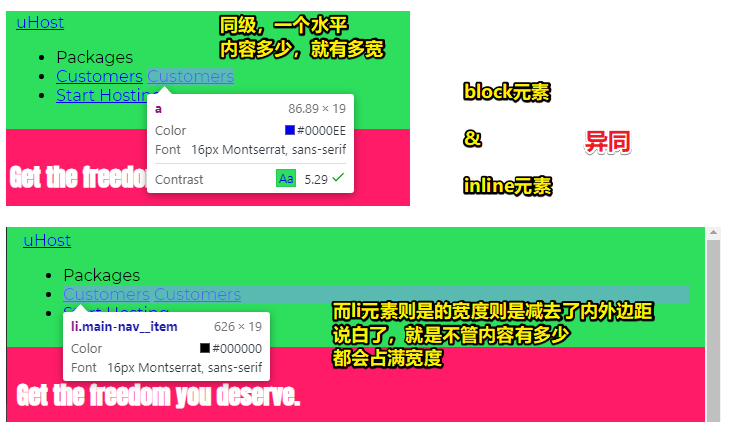 uHost
同级，一个水平
内容多少，就有多宽
Packages
Customers Customers
Start Hosting
a 86.89 × 19
Color #0000EE
Font 16px Montserrat, sans-serif
Contrast Aa 5.29
Get the freedom
block元素
&
异同
inline元素
uHost
Packages
Customers Customers
Start Hosting
li.main-nav__item 626 × 19
Color #000000
Font 16px Montserrat, sans-serif
而li元素则是的宽度则是减去了内外边距
说白了，就是不管内容有多少
都会占满宽度
Get the freedom you deserve.